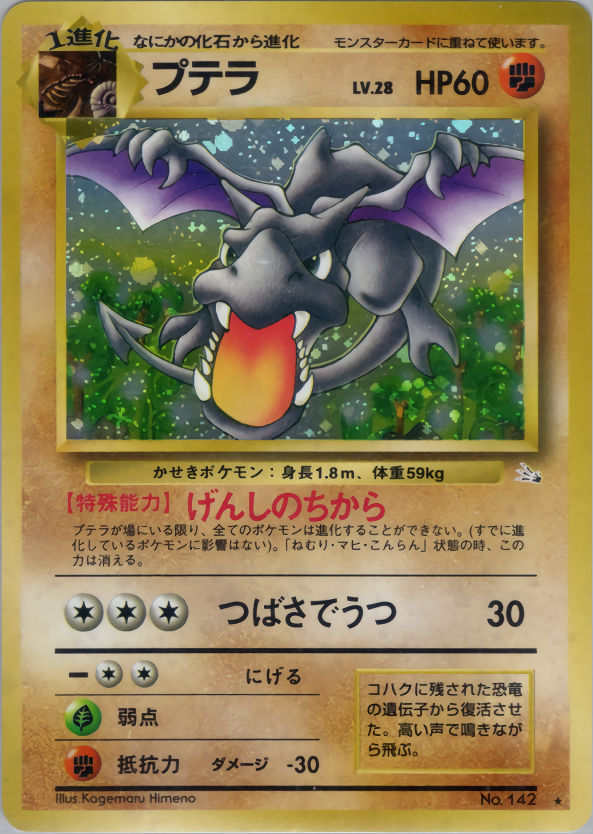 1進化
なにかの化石から進化
モンスターカードに重ねて使います。
プテラ LV.28 HP60
かせきポケモン：身長1.8m、体重59kg
【特殊能力】げんしのちから
プテラが場にいる限り、全てのポケモンは進化することができない。(すでに進
化しているポケモンに影響はない)。「ねむり・マヒ・こんらん」状態の時、この
力は消える。
つばさでうつ 30
− にげる
弱点
抵抗力 ダメージ -30
コハクに残された恐竜
の遺伝子から復活させ
た。高い声で鳴きなが
ら飛ぶ。
Illus.Kagemaru Himeno
No.142 ★